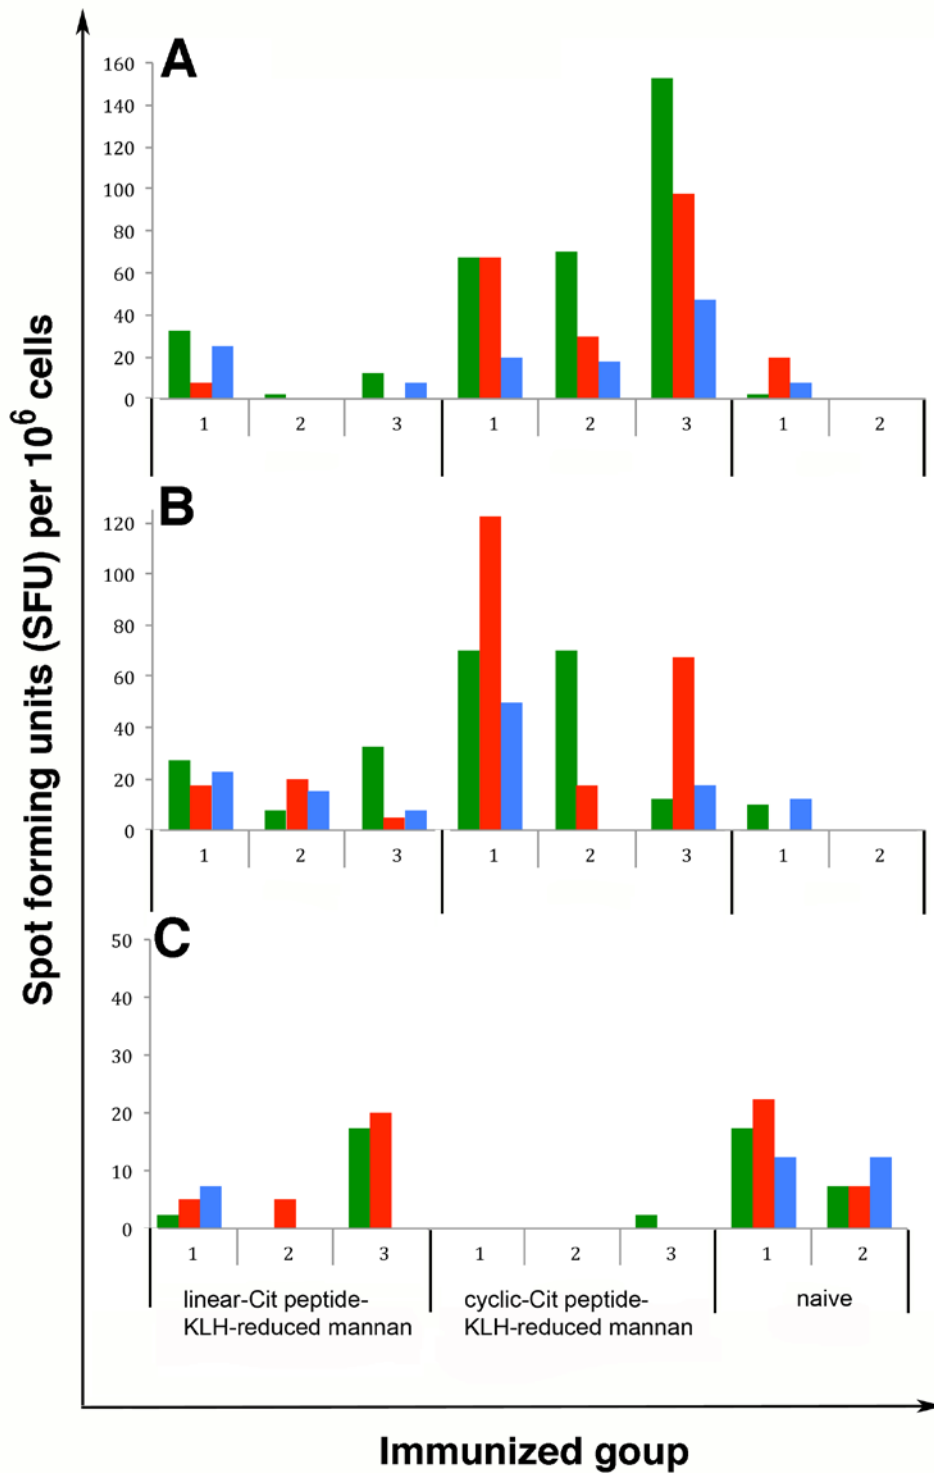 Spot forming units (SFU) per 10⁶ cells
A
160
140
120
100
80
60
40
20
0
1 2 3 1 2 3 1 2
B
120
100
80
60
40
20
0
1 2 3 1 2 3 1 2
C
50
40
30
20
10
0
1 2 3 1 2 3 1 2
linear-Cit peptide- cyclic-Cit peptide- naive
KLH-reduced mannan KLH-reduced mannan
Immunized goup